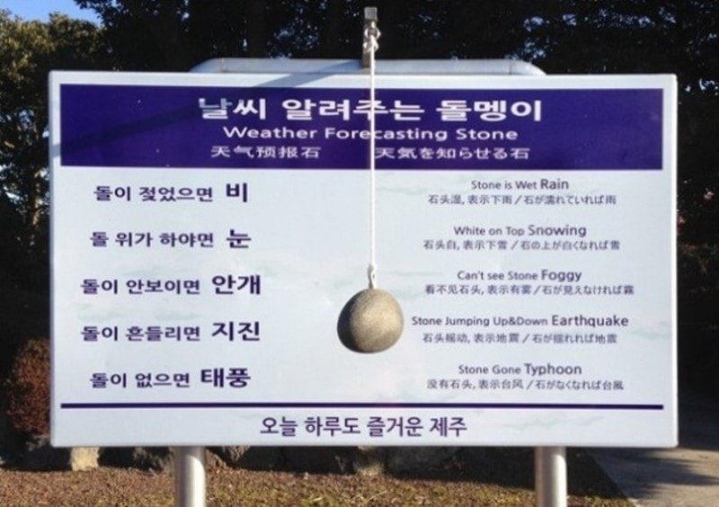 날씨 알려주는 돌멩이
Weather Forecasting Stone
天气预报石 天気を知らせる石
돌이 젖었으면 비
Stone is Wet Rain
石头湿, 表示下雨 / 石が濡れていれば雨
돌 위가 하야면 눈
White on Top Snowing
石头白, 表示下雪 / 石の上が白くなれば雪
돌이 안보이면 안개
Can't see Stone Foggy
看不见石头, 表示有雾 / 石が見えなければ霧
돌이 흔들리면 지진
Stone Jumping Up&Down Earthquake
石头摇动, 表示地震 / 石が揺れれば地震
돌이 없으면 태풍
Stone Gone Typhoon
没有石头, 表示台风 / 石がなくなれば台風
오늘 하루도 즐거운 제주